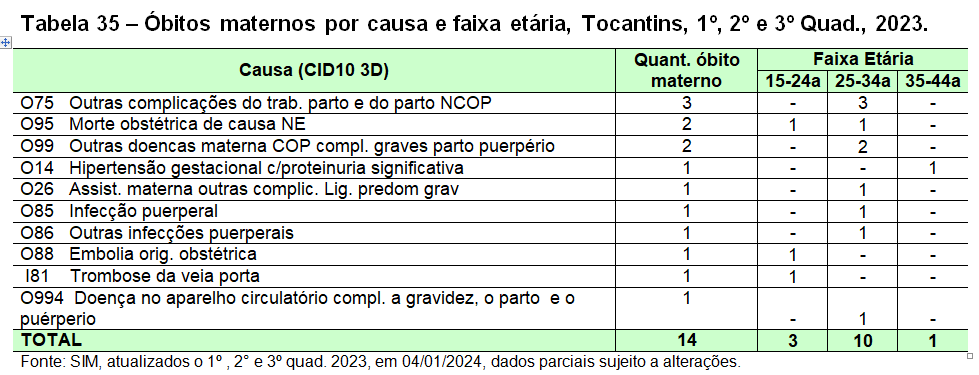 Tabela 35 – Óbitos maternos por causa e faixa etária, Tocantins, 1º, 2º e 3º Quad., 2023.
Causa (CID10 3D) Quant. óbito materno Faixa Etária
15-24a 25-34a 35-44a
O75 Outras complicações do trab. parto e do parto NCOP 3 - 3 -
O95 Morte obstétrica de causa NE 2 1 1 -
O99 Outras doencas materna COP compl. graves parto puerpério 2 - 2 -
O14 Hipertensão gestacional c/proteinuria significativa 1 - - 1
O26 Assist. materna outras complic. Lig. predom grav 1 - 1 -
O85 Infecção puerperal 1 - 1 -
O86 Outras infecções puerperais 1 - 1 -
O88 Embolia orig. obstétrica 1 1 - -
I81 Trombose da veia porta 1 1 - -
O994 Doença no aparelho circulatório compl. a gravidez, o parto e o 1
puérperio - 1 -
TOTAL 14 3 10 1
Fonte: SIM, atualizados o 1º , 2° e 3º quad. 2023, em 04/01/2024, dados parciais sujeito a alterações.